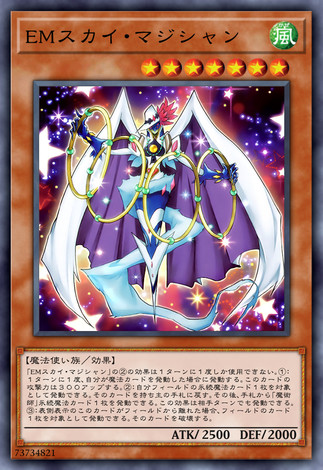 EMスカイ・マジシャン
風
【魔法使い族／効果】
「EMスカイ・マジシャン」の②の効果は１ターンに１度しか使用できない。①：
１ターンに１度、自分が魔法カードを発動した場合に発動する。このカードの
攻撃力は３００アップする。②：自分フィールドの永続魔法カード１枚を対象
として発動できる。そのカードを持ち主の手札に戻す。その後、手札から「魔術
師」永続魔法カード１枚を発動できる。この効果は相手ターンでも発動できる。
③：表側表示のこのカードがフィールドから離れた場合、フィールドのカード
１枚を対象として発動できる。そのカードを破壊する。
ATK/ 2500 DEF/ 2000
73734821